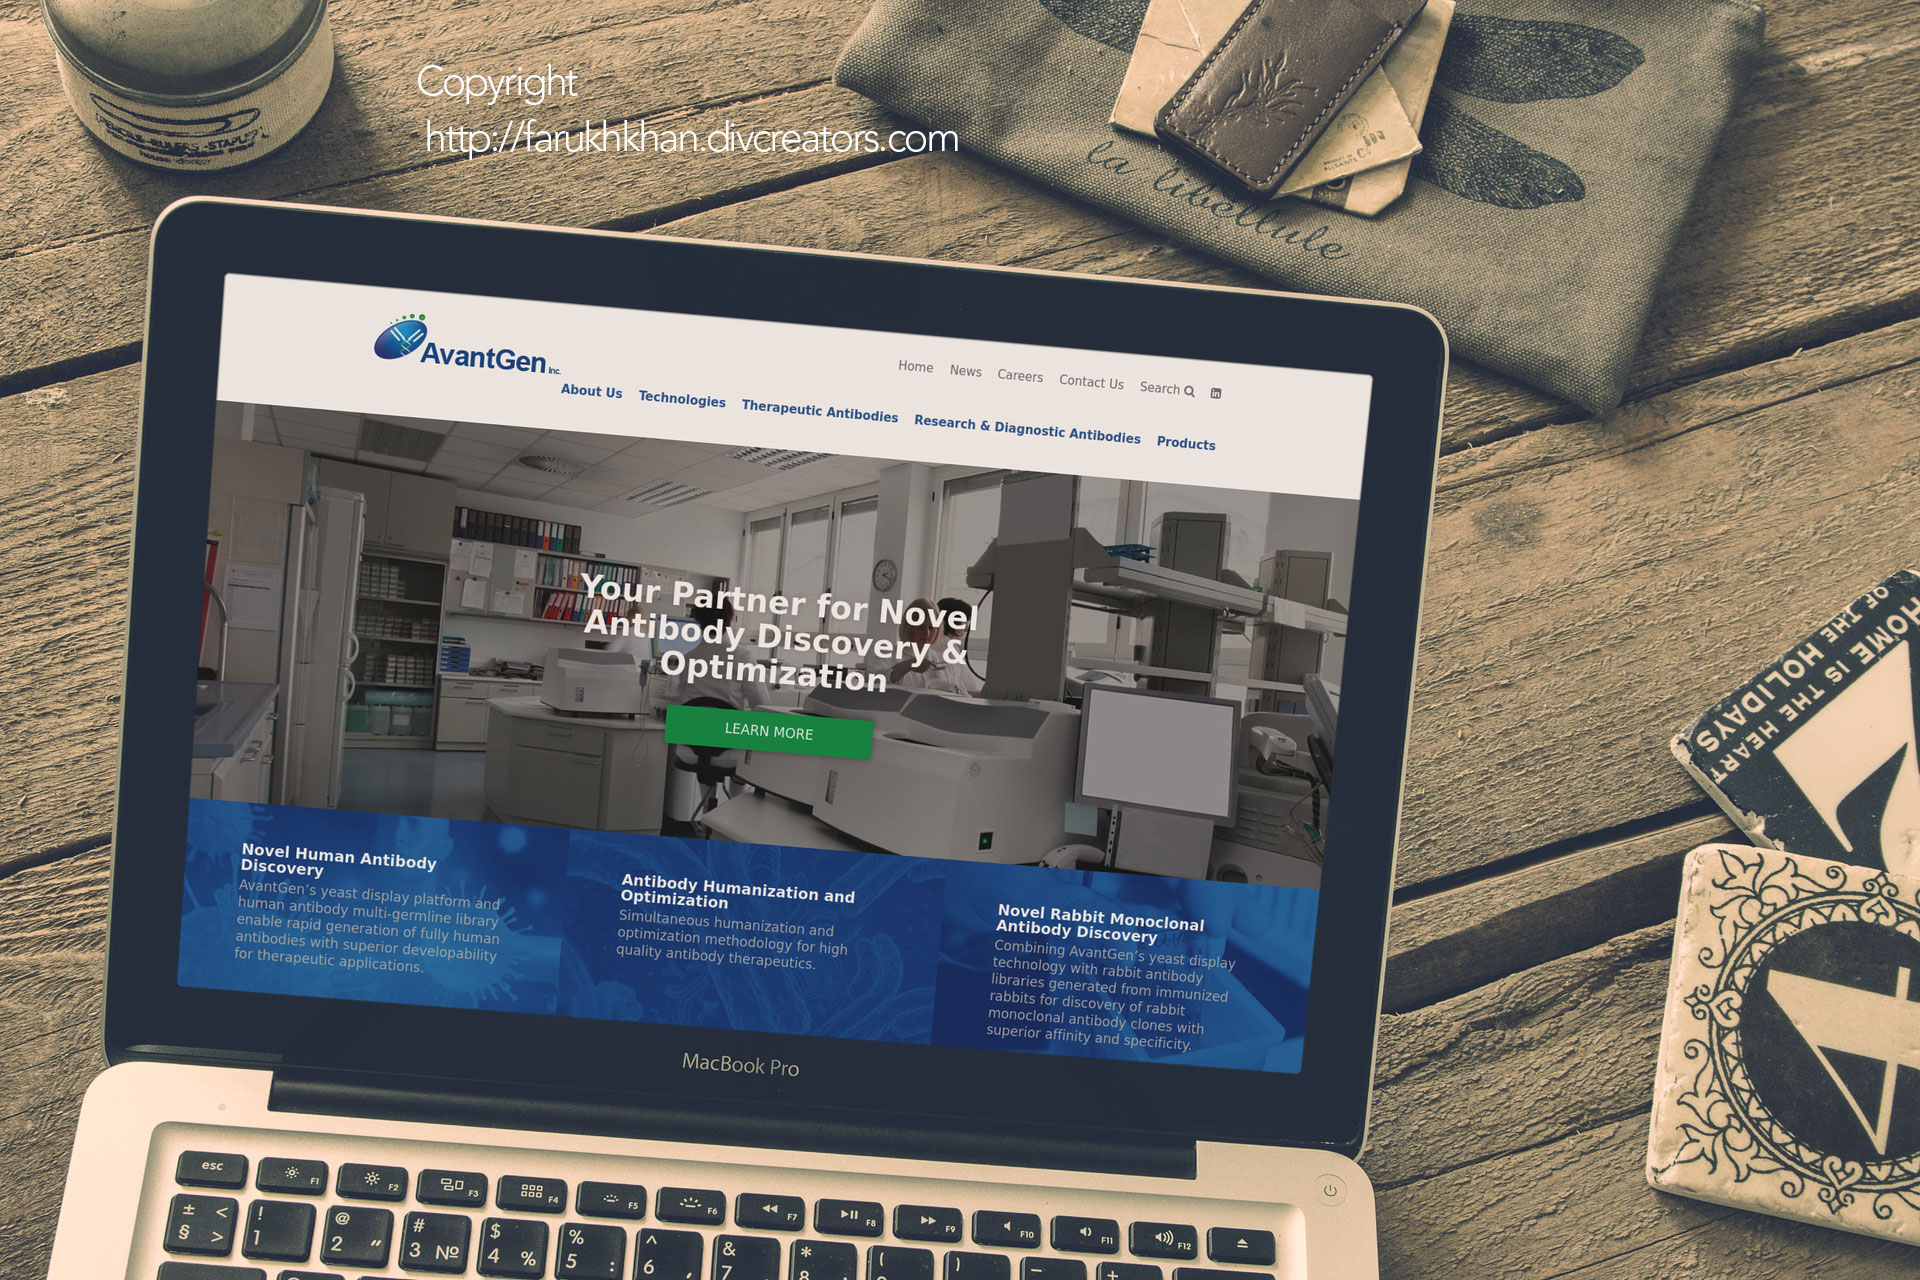 Copyright
http://farukhkhan.divcreators.com
la libellule
AvantGen Inc.
Home News Careers Contact Us Search
About Us Technologies Therapeutic Antibodies Research & Diagnostic Antibodies Products
Your Partner for Novel
Antibody Discovery &
Optimization
LEARN MORE
Novel Human Antibody
Discovery
AvantGen's yeast display platform and
human antibody multi-germline library
enable rapid generation of fully human
antibodies with superior developability
for therapeutic applications.
Antibody Humanization and
Optimization
Simultaneous humanization and
optimization methodology for high
quality antibody therapeutics.
Novel Rabbit Monoclonal
Antibody Discovery
Combining AvantGen's yeast display
technology with rabbit antibody
libraries generated from immunized
rabbits for discovery of rabbit
monoclonal antibody clones with
superior affinity and specificity.
HOME IS THE HEART
OF THE HOLIDAYS
MacBook Pro
esc F1 F2 F3 F4 F5 F6 F7 F8 F9 F10 F11 F12
± < ! @ # $ % ^ & * ( ) − +
§ > 1 2 " 3 № 4 % 5 : 6 , 7 8